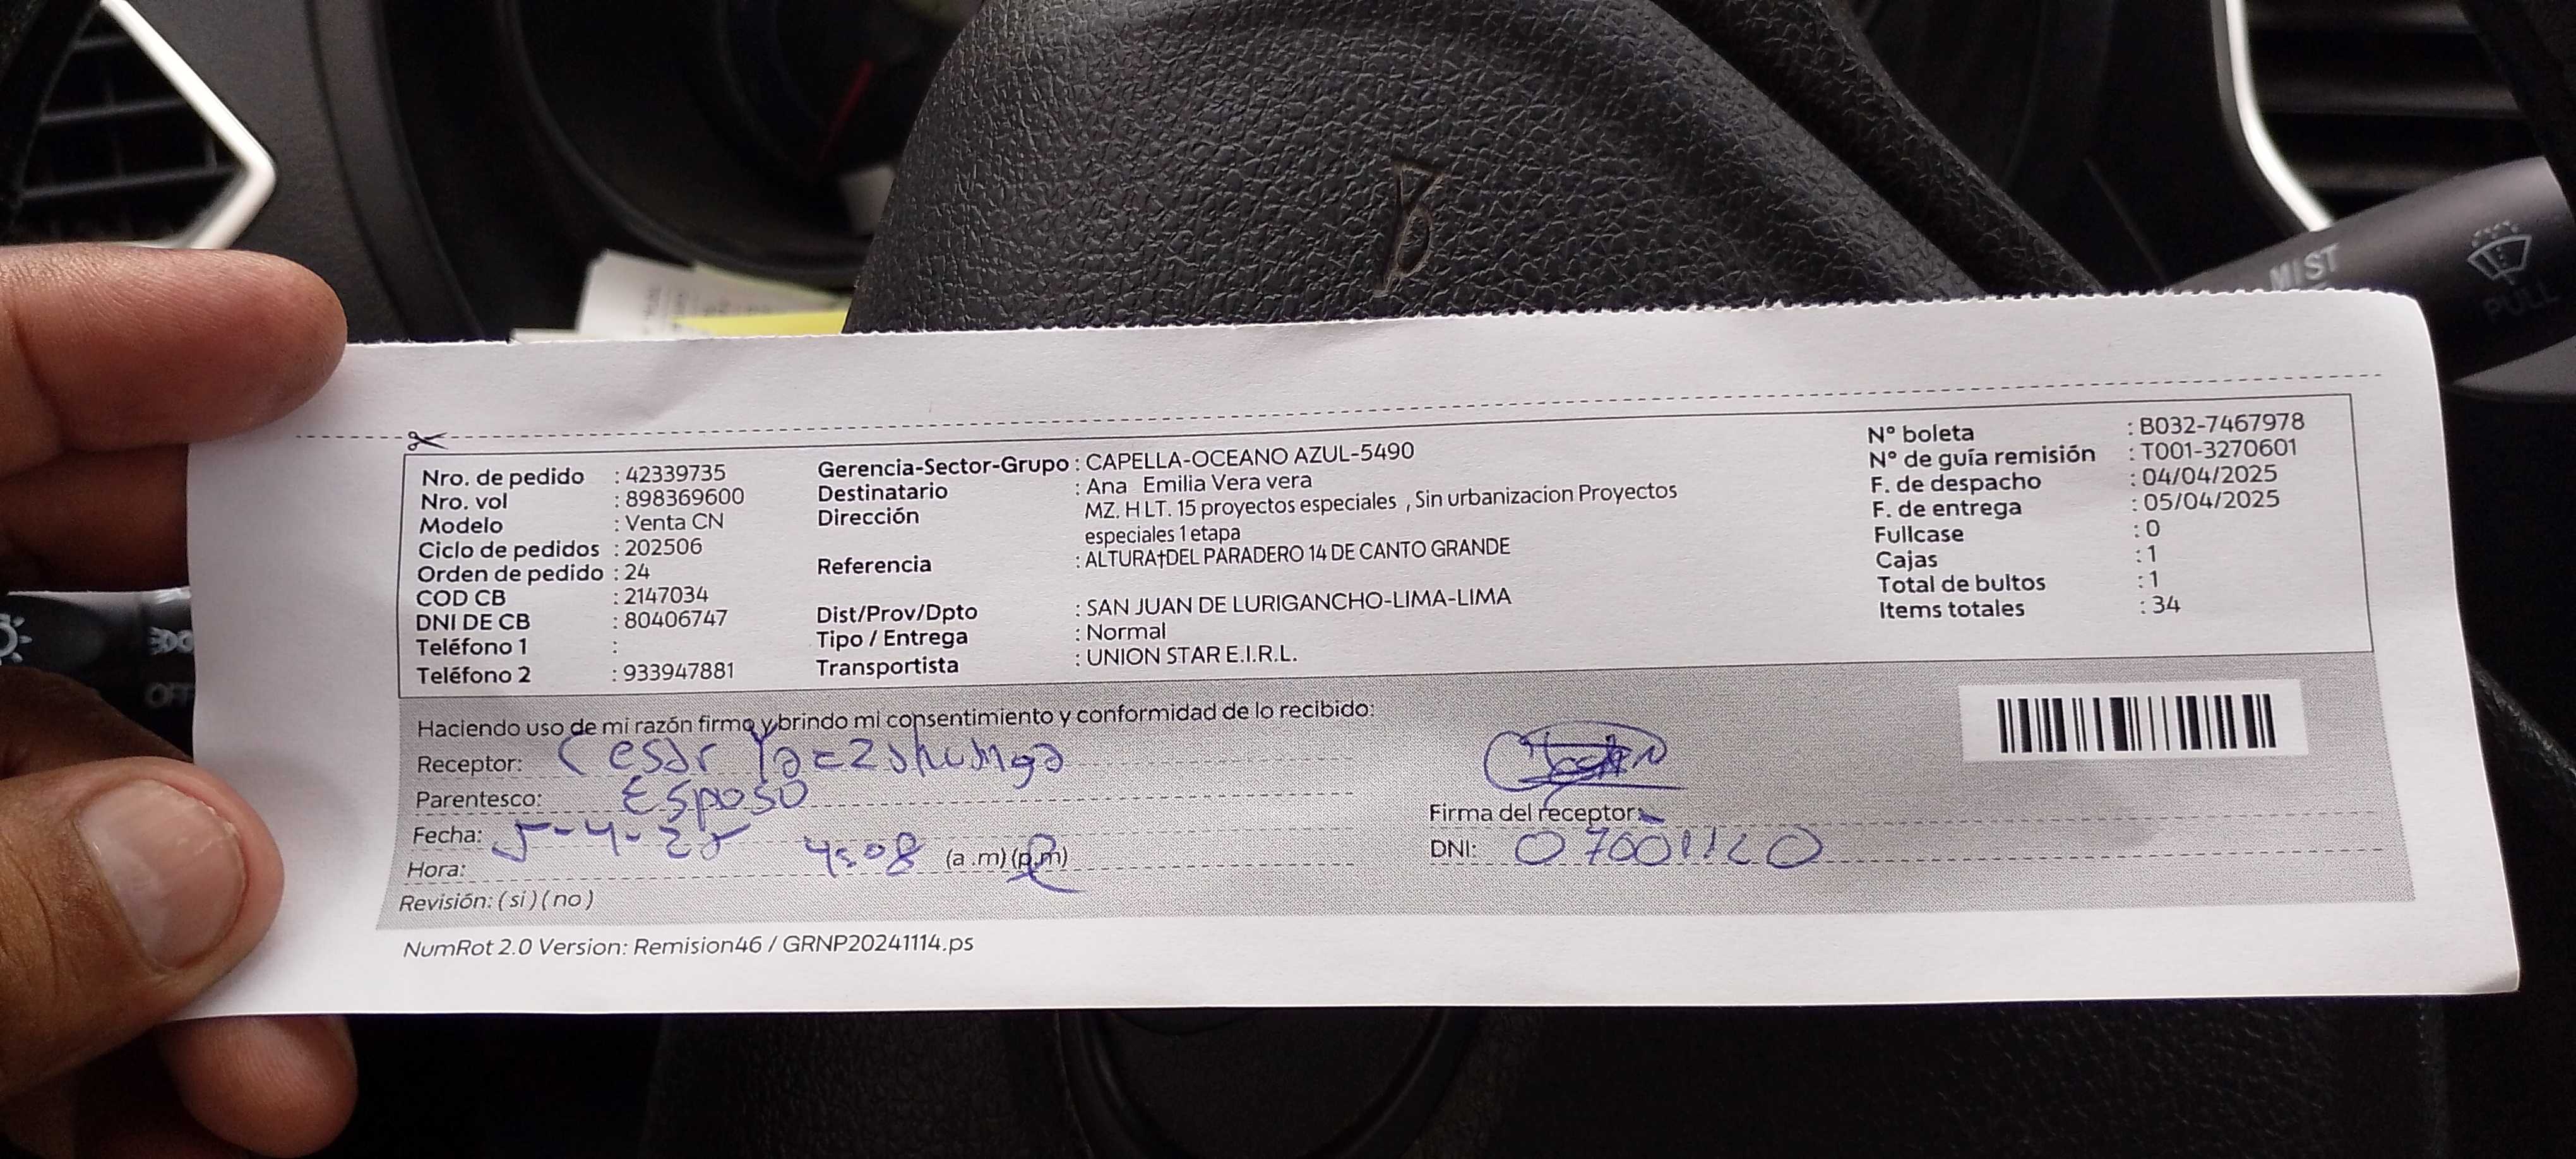 MIST
PULL
OFF
Nro. de pedido : 42339735
Nro. vol : 898369600
Modelo : Venta CN
Ciclo de pedidos : 202506
Orden de pedido : 24
COD CB : 2147034
DNI DE CB : 80406747
Teléfono 1 :
Teléfono 2 : 933947881
Gerencia-Sector-Grupo : CAPELLA-OCEANO AZUL-5490
Destinatario : Ana Emilia Vera vera
Dirección MZ. H LT. 15 proyectos especiales , Sin urbanizacion Proyectos
especiales 1 etapa
Referencia : ALTURA†DEL PARADERO 14 DE CANTO GRANDE
Dist/Prov/Dpto : SAN JUAN DE LURIGANCHO-LIMA-LIMA
Tipo / Entrega : Normal
Transportista : UNION STAR E.I.R.L.
N° boleta : B032-7467978
N° de guía remisión : T001-3270601
F. de despacho : 04/04/2025
F. de entrega : 05/04/2025
Fullcase : 0
Cajas : 1
Total de bultos : 1
Items totales : 34
Haciendo uso de mi razón firmo y brindo mi consentimiento y conformidad de lo recibido:
Receptor: Cesar
Parentesco: Esposo
Fecha: 5-4-25
Hora: 4:08 (a .m) (p.m)
Revisión: ( si ) ( no )
Firma del receptor:
DNI:
NumRot 2.0 Version: Remision46 / GRNP20241114.ps